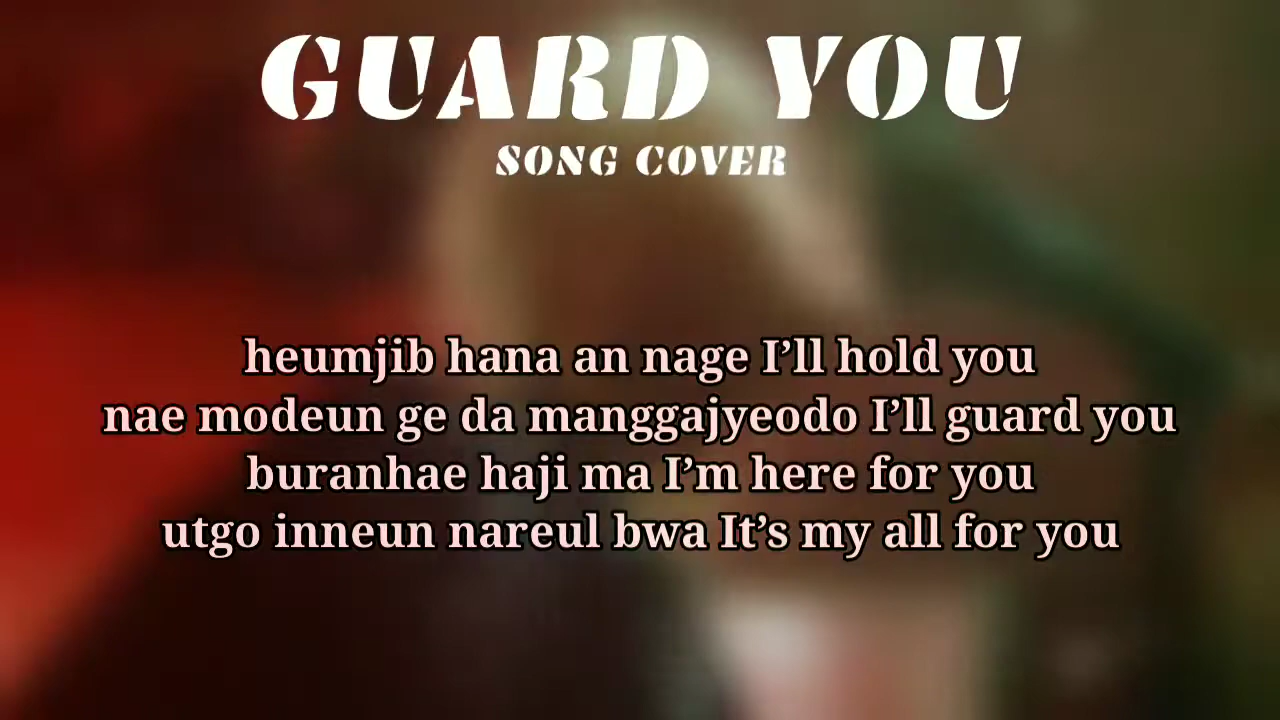 GUARD YOU
SONG COVER
heumjib hana an nage I’ll hold you
nae modeun ge da manggajyeodo I’ll guard you
buranhae haji ma I’m here for you
utgo inneun nareul bwa It’s my all for you